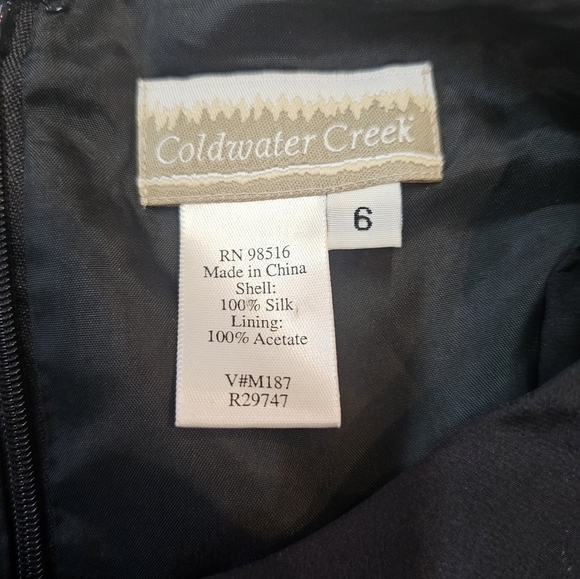 Coldwater Creek
6
RN 98516
Made in China
Shell:
100% Silk
Lining:
100% Acetate
V#M187
R29747